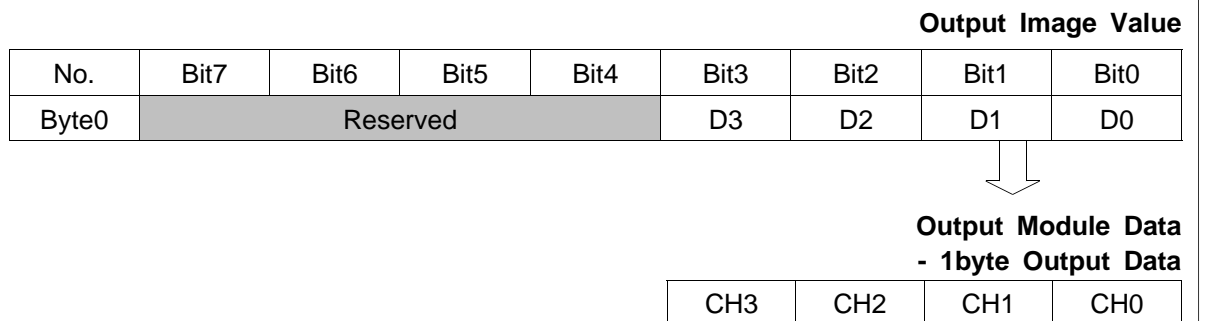 Output Image Value
No. Bit7 Bit6 Bit5 Bit4 Bit3 Bit2 Bit1 Bit0
Byte0 Reserved D3 D2 D1 D0
Output Module Data
- 1byte Output Data
CH3 CH2 CH1 CH0